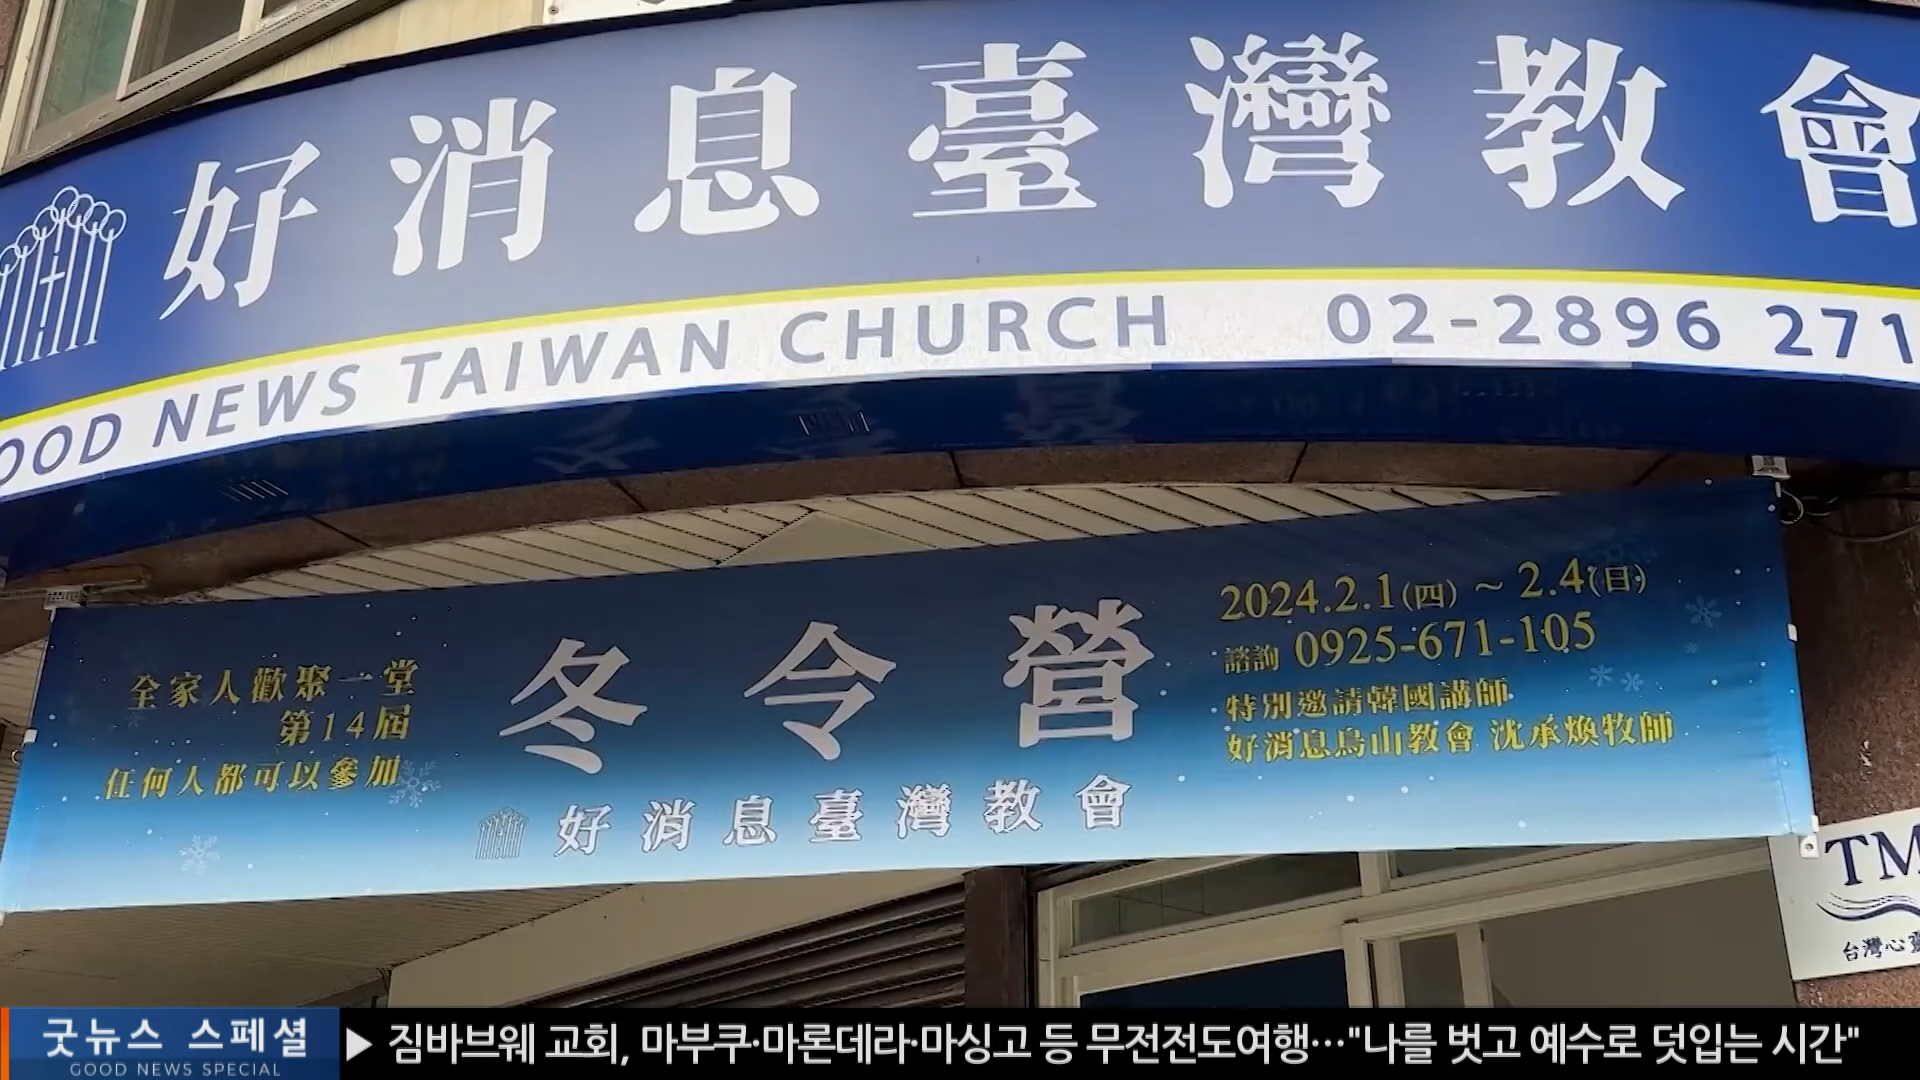 好消息臺灣教會
GOOD NEWS TAIWAN CHURCH 02-2896 271
全家人歡聚一堂
第14屆
任何人都可以參加
冬令營
好消息臺灣教會
2024.2.1(四) ~ 2.4(日)
諮詢 0925-671-105
特別邀請韓國講師
好消息烏山教會 沈承煥牧師
TM
台灣心靈
굿뉴스 스페셜
GOOD NEWS SPECIAL
▶ 짐바브웨 교회, 마부쿠·마론데라·마싱고 등 무전전도여행…"나를 벗고 예수로 덧입는 시간"